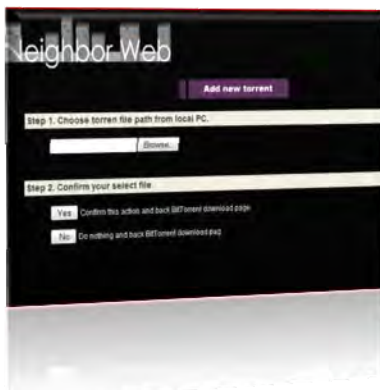 Neighbor Web
Add new torrent
Step 1. Choose torren file path from local PC.
Browse...
Step 2. Confirm your select file
Yes Confirm this action and back BitTorrent download page
No Do nothing and back BitTorrent download pag